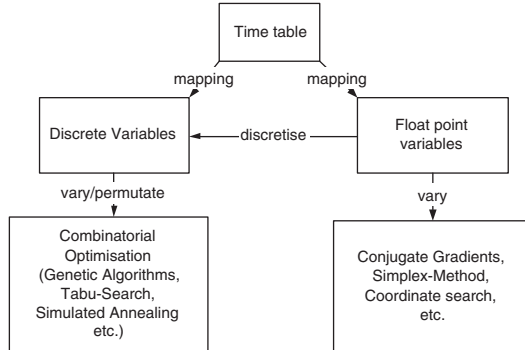 Time table
mapping
mapping
Discrete Variables
discretise
Float point
variables
vary/permutate
vary
Combinatorial
Optimisation
(Genetic Algorithms,
Tabu-Search,
Simulated Annealing
etc.)
Conjugate Gradients,
Simplex-Method,
Coordinate search,
etc.